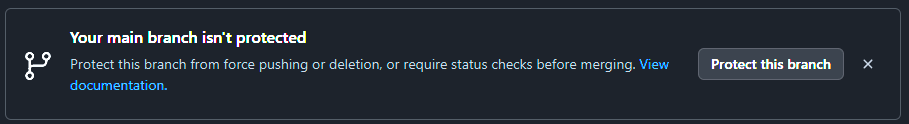 Your main branch isn't protected
Protect this branch from force pushing or deletion, or require status checks before merging. View
documentation.
Protect this branch